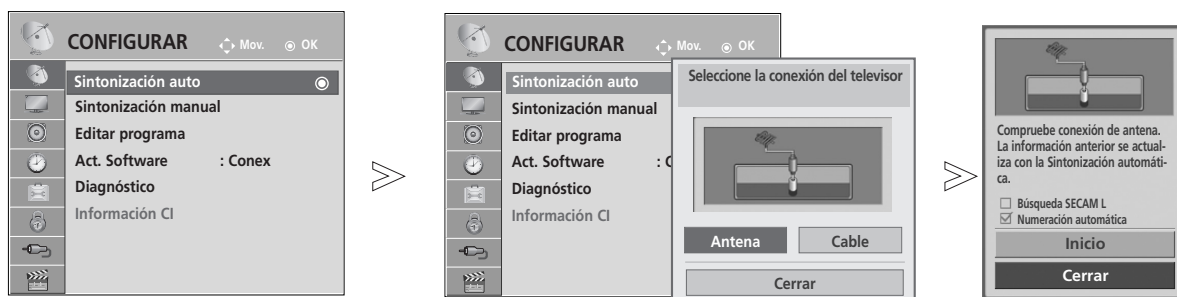 CONFIGURAR Mov. OK
Sintonización auto
Sintonización manual
Editar programa
Act. Software : Conex
Diagnóstico
Información CI
CONFIGURAR Mov. OK
Sintonización auto
Sintonización manual
Editar programa
Act. Software : C
Diagnóstico
Información CI
Seleccione la conexión del televisor
Antena Cable
Cerrar
Compruebe conexión de antena.
La información anterior se actual-
iza con la Sintonización automáti-
ca.
Búsqueda SECAM L
Numeración automática
Inicio
Cerrar